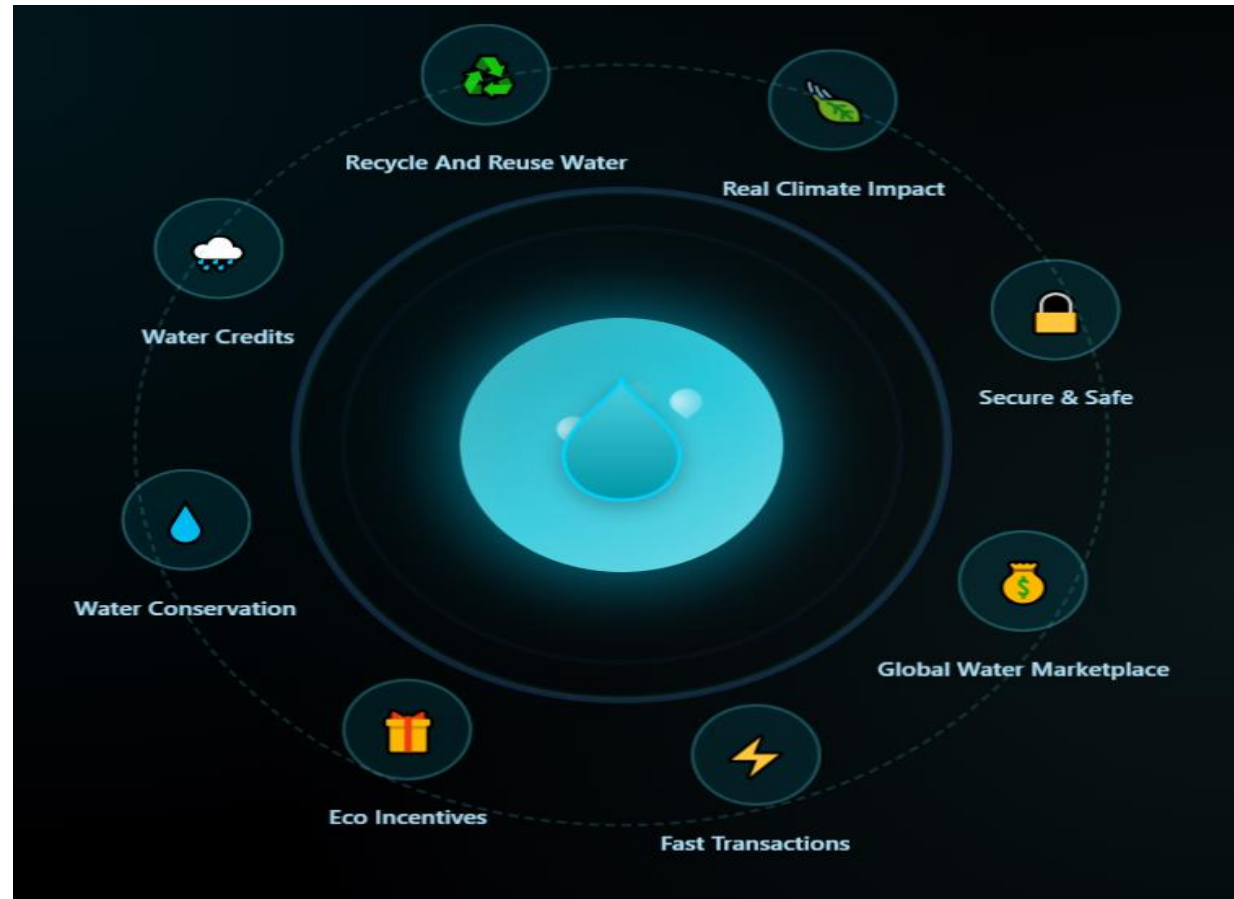 Recycle And Reuse Water
Real Climate Impact
Water Credits
Secure & Safe
Water Conservation
Global Water Marketplace
Eco Incentives
Fast Transactions